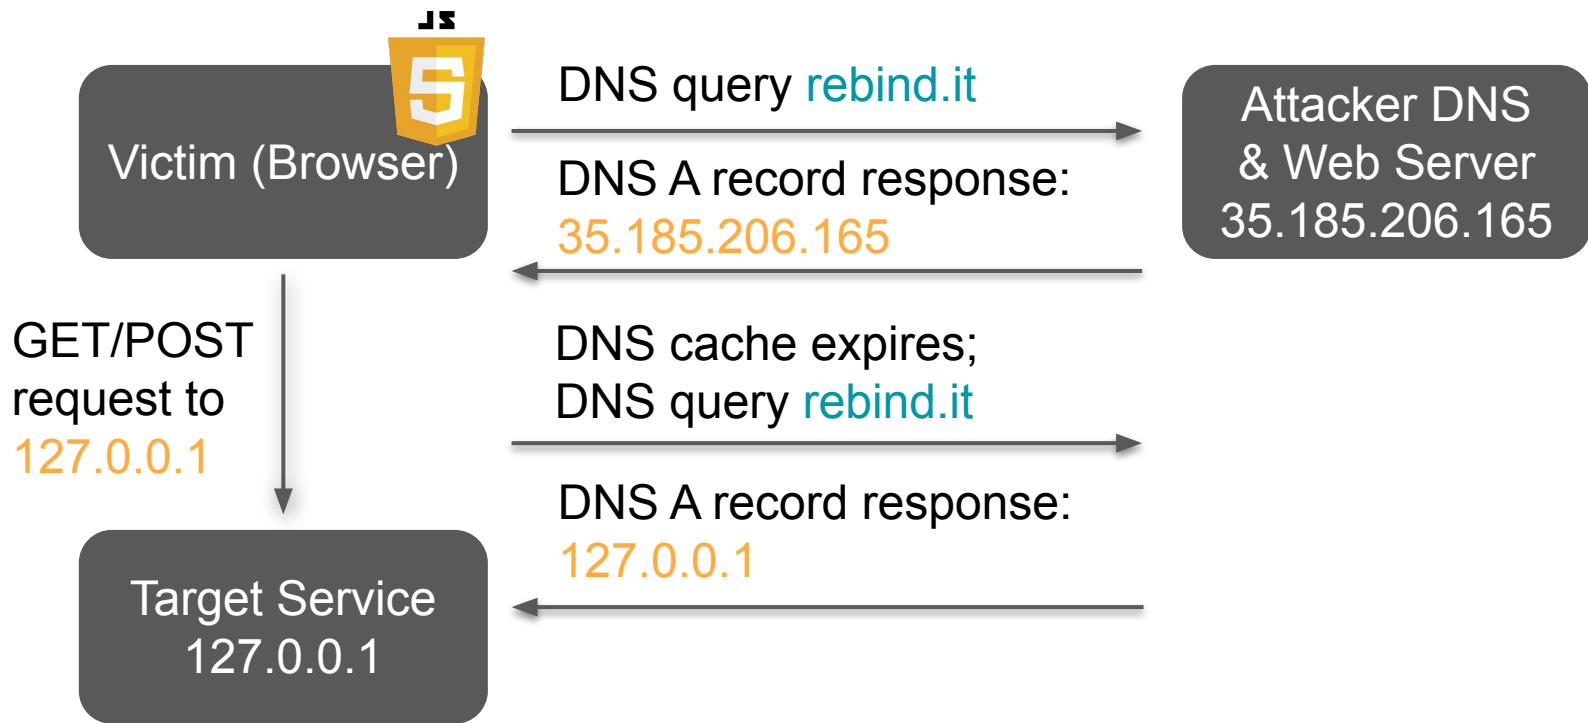 JS
Victim (Browser)
DNS query rebind.it
DNS A record response:
35.185.206.165
Attacker DNS
& Web Server
35.185.206.165
GET/POST
request to
127.0.0.1
DNS cache expires;
DNS query rebind.it
DNS A record response:
127.0.0.1
Target Service
127.0.0.1